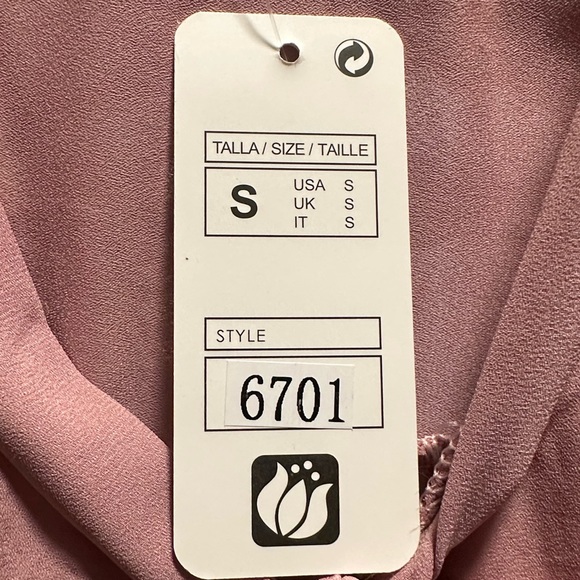 TALLA / SIZE / TAILLE
S
USA S
UK S
IT S
STYLE
6701